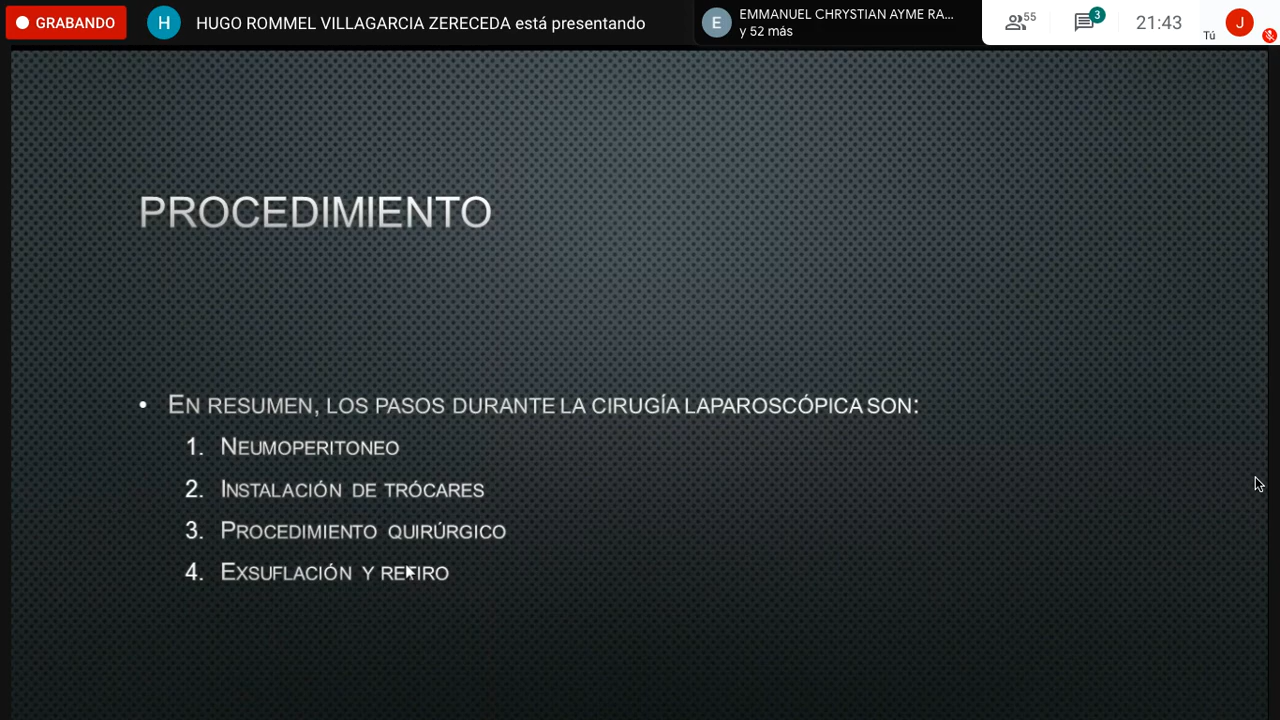 GRABANDO
H
HUGO ROMMEL VILLAGARCIA ZERECEDA está presentando
E
EMMANUEL CHRYSTIAN AYME RA...
y 52 más
55
3
21:43
Tú
J
PROCEDIMIENTO
• EN RESUMEN, LOS PASOS DURANTE LA CIRUGÍA LAPAROSCÓPICA SON:
1. NEUMOPERITONEO
2. INSTALACIÓN DE TRÓCARES
3. PROCEDIMIENTO QUIRÚRGICO
4. EXSUFLACIÓN Y RETIRO